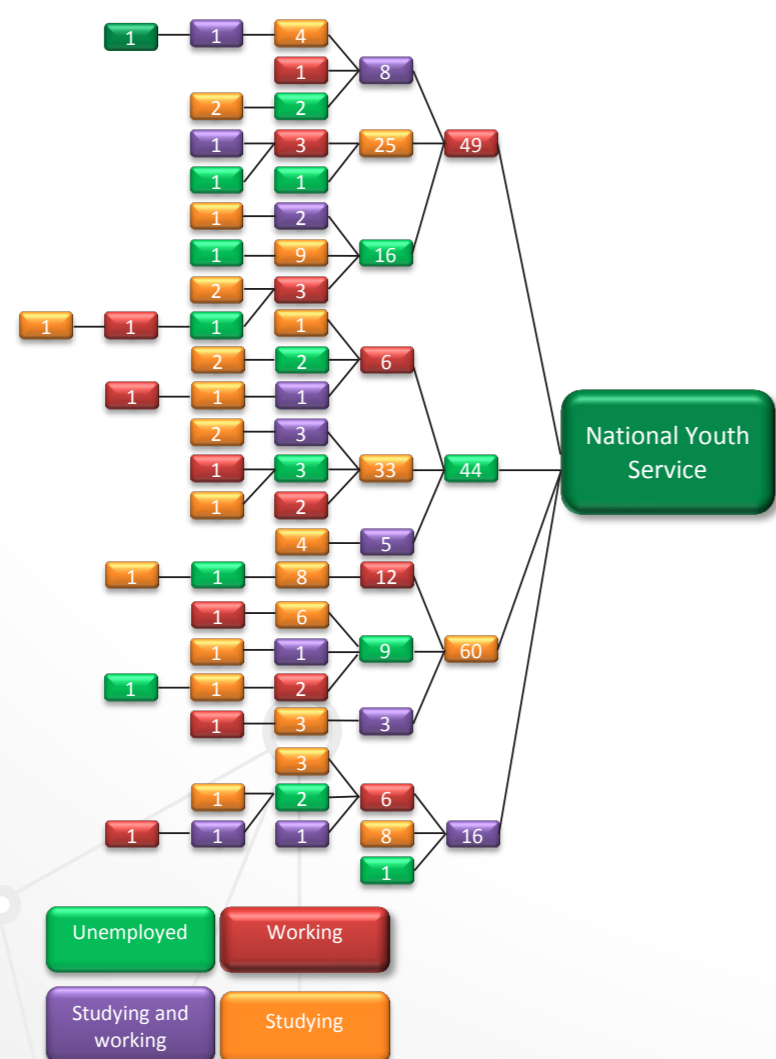 1 1 4
1 8
2 2
1 3 25 49
1 1
1 2
1 9 16
2 3
1 1 1 1
2 2 6
1 1 1
2 3
1 3 33 44
1 2
4 5
1 1 8 12
1 6
1 1 9 60
1 1 2
1 3 3
3
1 2 6
1 1 1 8 16
1
National Youth
Service
Unemployed Working
Studying and
working
Studying